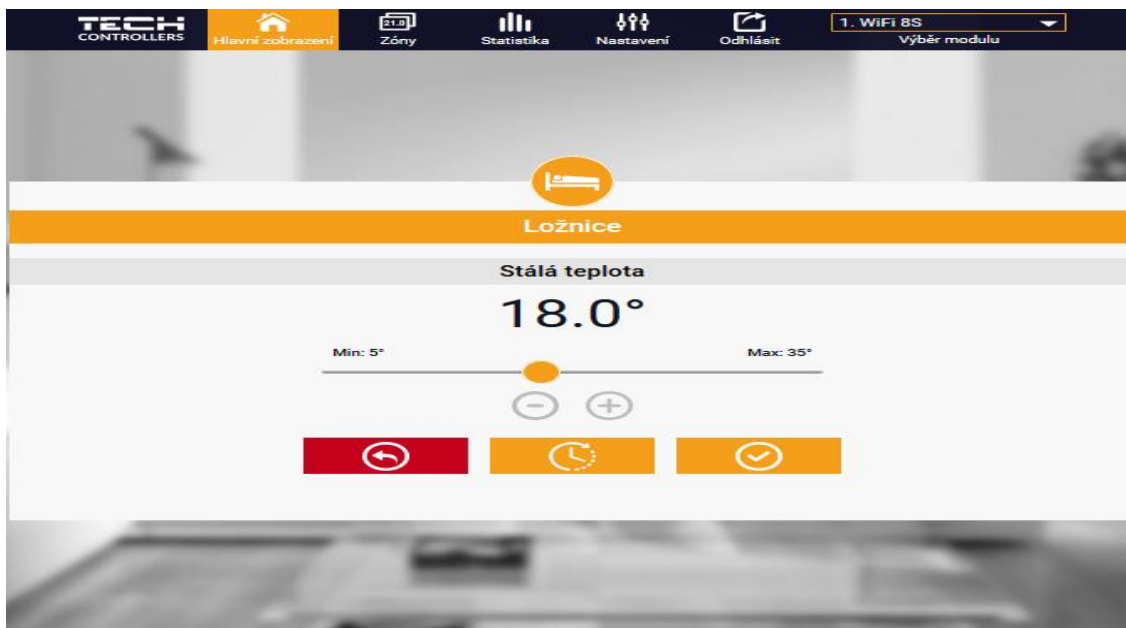 TECH
CONTROLLERS
Hlavní zobrazení
21.0
Zóny
Statistika
Nastavení
Odhlásit
1. WiFi 8S
Výběr modulu
Ložnice
Stálá teplota
18.0°
Min: 5°
Max: 35°